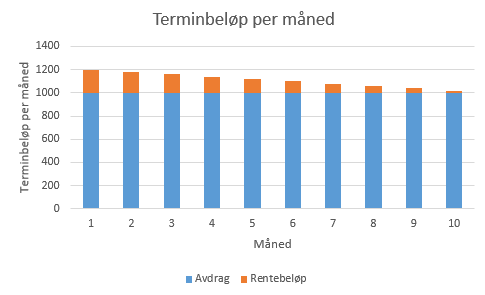 Terminbeløp per måned
Terminbeløp per måned
1400
1200
1000
800
600
400
200
0
1 2 3 4 5 6 7 8 9 10
Måned
Avdrag Rentebeløp